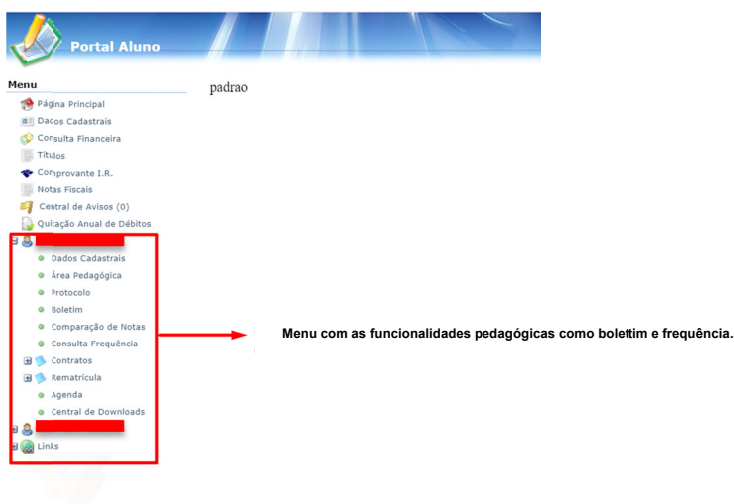 Portal Aluno
Menu
padrao
Página Principal
Dados Cadastrais
Consulta Financeira
Títulos
Comprovante I.R.
Notas Fiscais
Central de Avisos (0)
Quitação Anual de Débitos
Dados Cadastrais
Área Pedagógica
Protocolo
Boletim
Comparação de Notas
Consulta Frequência
Contratos
Rematrícula
Agenda
Central de Downloads
Links
Menu com as funcionalidades pedagógicas como boletim e frequência.